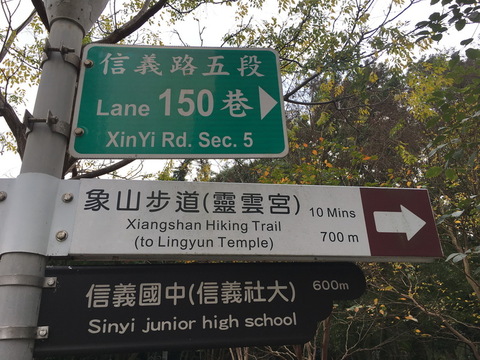 信義路五段
Lane 150 巷
XinYi Rd. Sec. 5
象山步道(靈雲宮) 10 Mins
Xiangshan Hiking Trail
(to Lingyun Temple) 700 m
信義國中(信義社大) 600m
Sinyi junior high school